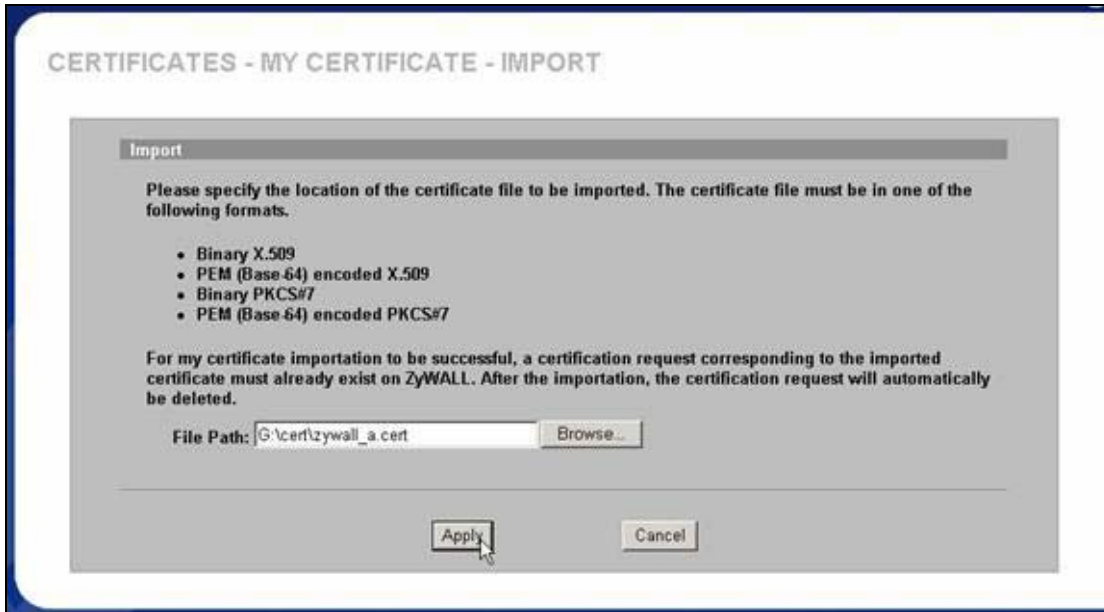 CERTIFICATES - MY CERTIFICATE - IMPORT
Import
Please specify the location of the certificate file to be imported. The certificate file must be in one of the
following formats.
• Binary X.509
• PEM (Base-64) encoded X.509
• Binary PKCS#7
• PEM (Base-64) encoded PKCS#7
For my certificate importation to be successful, a certification request corresponding to the imported
certificate must already exist on ZyWALL. After the importation, the certification request will automatically
be deleted.
File Path: G:\cert\zywall_a.cert Browse...
Apply Cancel